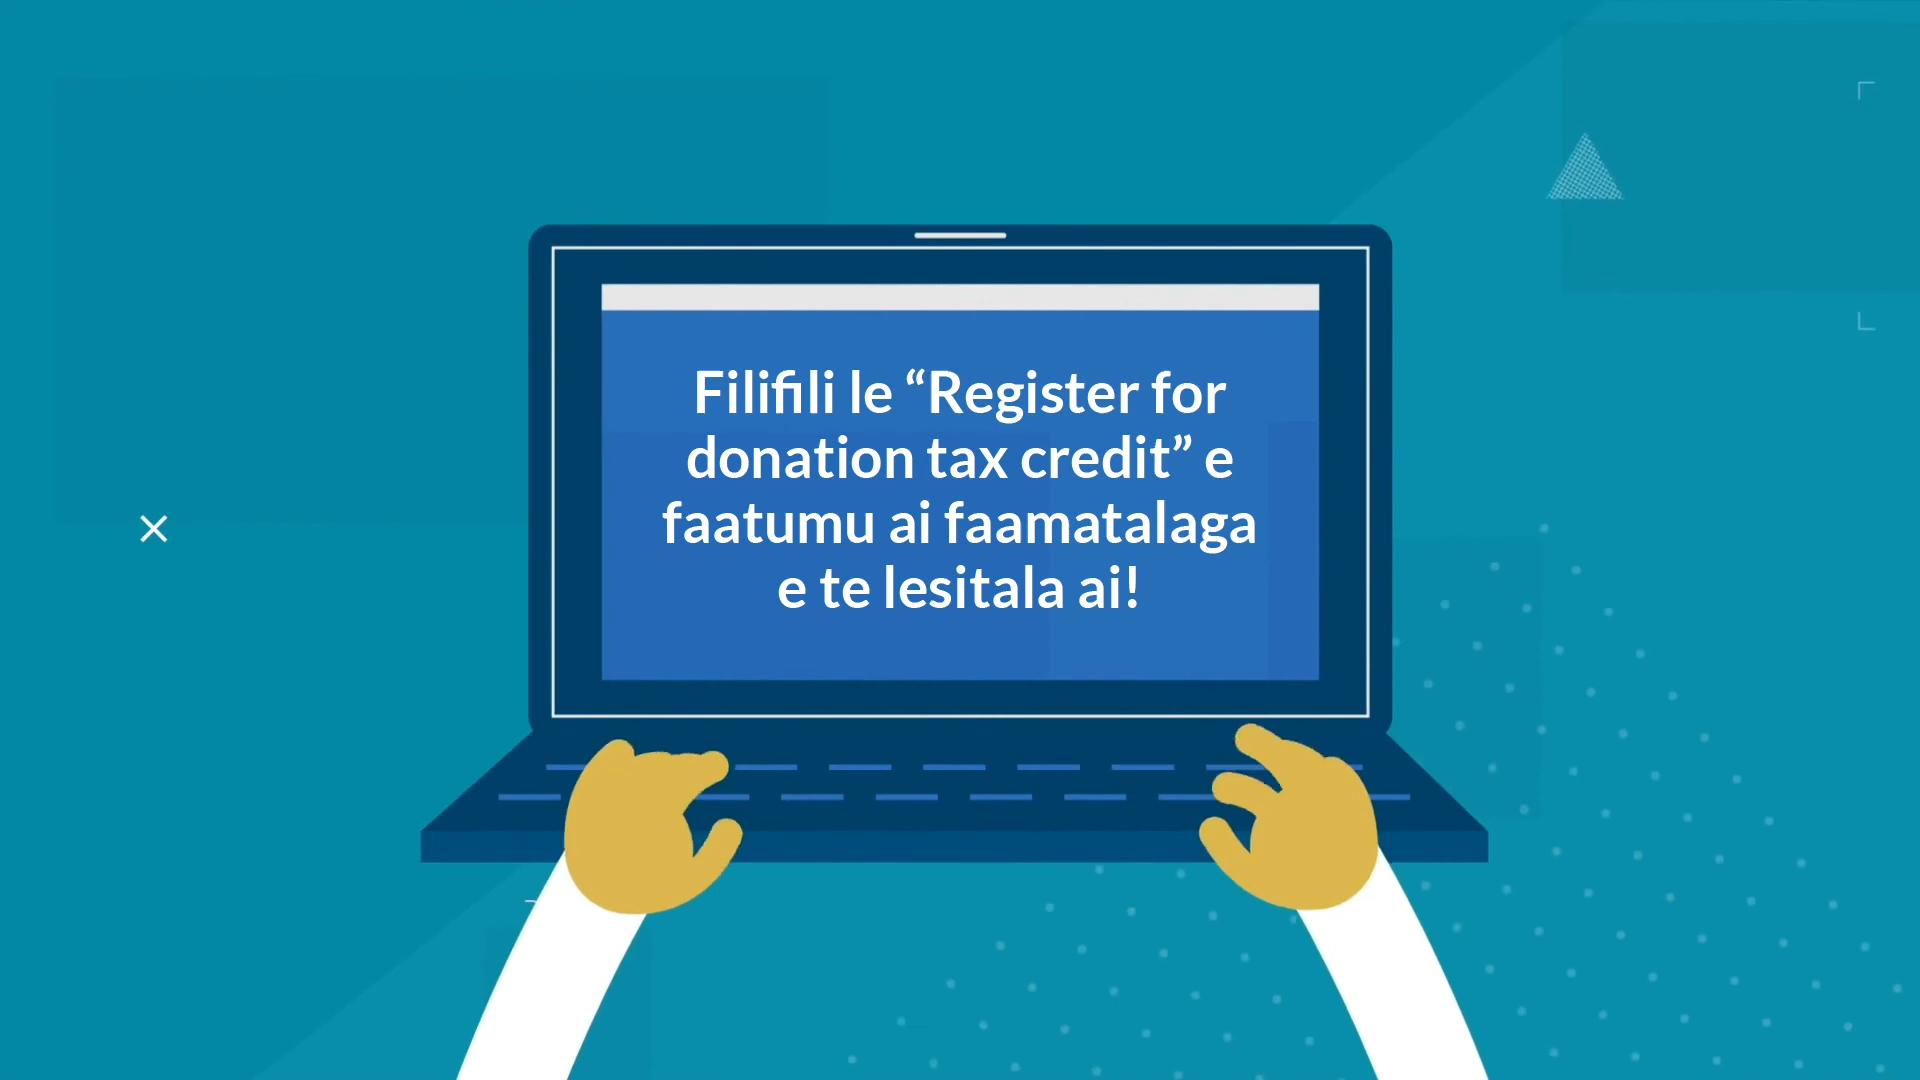 Filifili le “Register for
donation tax credit” e
faatumu ai faamatalaga
e te lesitala ai!